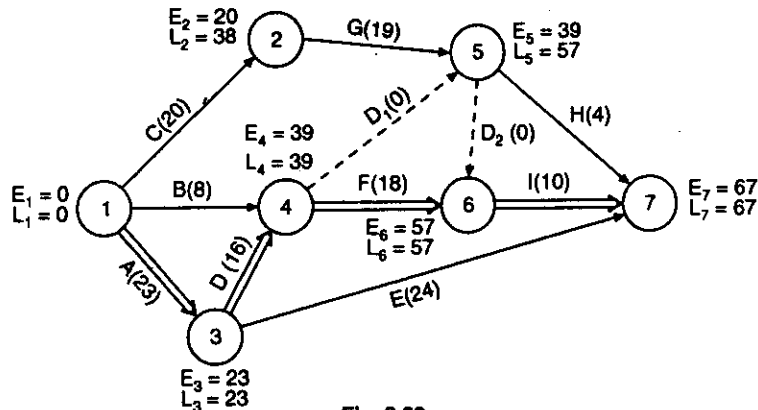 E2 = 20
L2 = 38
2
G(19)
5
E5 = 39
L5 = 57
C(20)
D1(0)
D2 (0)
H(4)
E4 = 39
L4 = 39
E1 = 0
L1 = 0
1
B(8)
4
F(18)
6
I(10)
7
E7 = 67
L7 = 67
E6 = 57
L6 = 57
A(23)
D (16)
E(24)
3
E3 = 23
L3 = 23